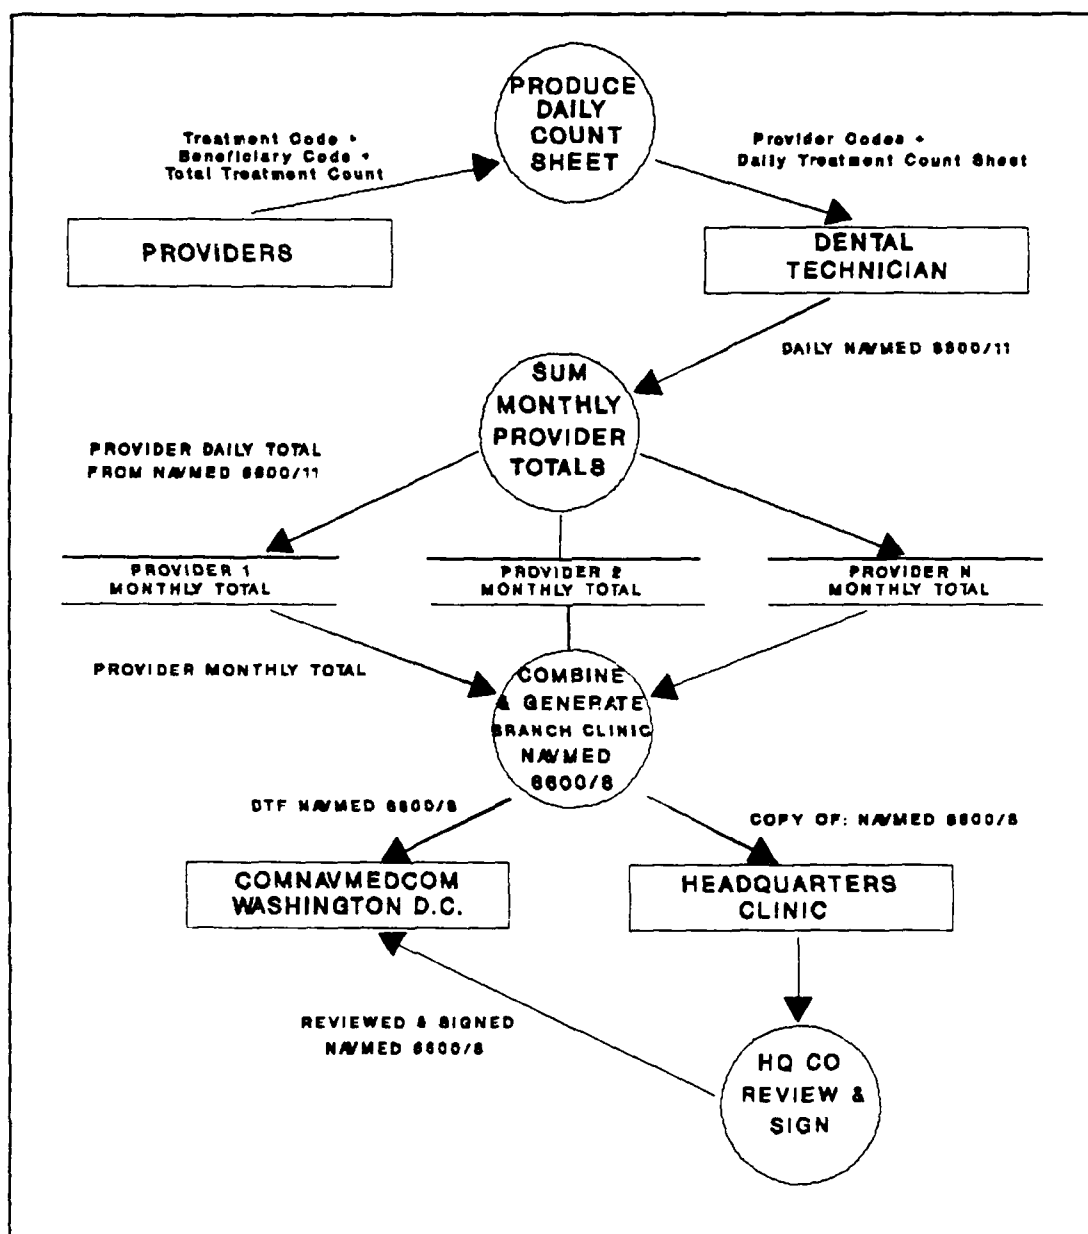 PRODUCE
DAILY
COUNT
SHEET
Treatment Code +
Beneficiary Code +
Total Treatment Count
Provider Codes +
Daily Treatment Count Sheet
PROVIDERS
DENTAL
TECHNICIAN
DAILY NAVMED 6600/11
SUM
MONTHLY
PROVIDER
TOTALS
PROVIDER DAILY TOTAL
FROM NAVMED 6600/11
PROVIDER 1
MONTHLY TOTAL
PROVIDER 2
MONTHLY TOTAL
PROVIDER N
MONTHLY TOTAL
PROVIDER MONTHLY TOTAL
COMBINE
& GENERATE
BRANCH CLINIC
NAVMED
6600/8
DTF NAVMED 6600/8
COPY OF: NAVMED 6600/8
COMNAVMEDCOM
WASHINGTON D.C.
HEADQUARTERS
CLINIC
REVIEWED & SIGNED
NAVMED 6600/8
HQ CO
REVIEW &
SIGN